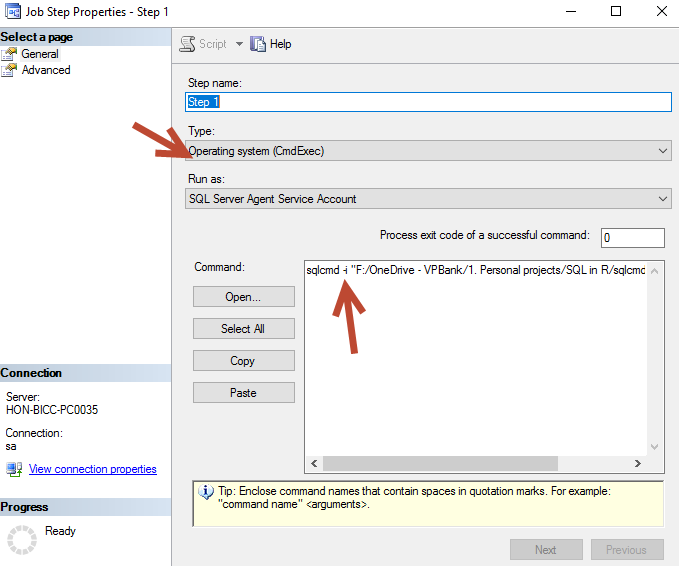 Job Step Properties - Step 1
Select a page
General
Advanced
Script
Help
Step name:
Step 1
Type:
Operating system (CmdExec)
Run as:
SQL Server Agent Service Account
Process exit code of a successful command:
0
Command:
sqlcmd -i "F:/OneDrive - VPBank/1. Personal projects/SQL in R/sqlcmd
Open...
Select All
Copy
Paste
Connection
Server:
HON-BICC-PC0035
Connection:
sa
View connection properties
Progress
Ready
Tip: Enclose command names that contain spaces in quotation marks. For example:
"command name" <arguments>.
Next
Previous